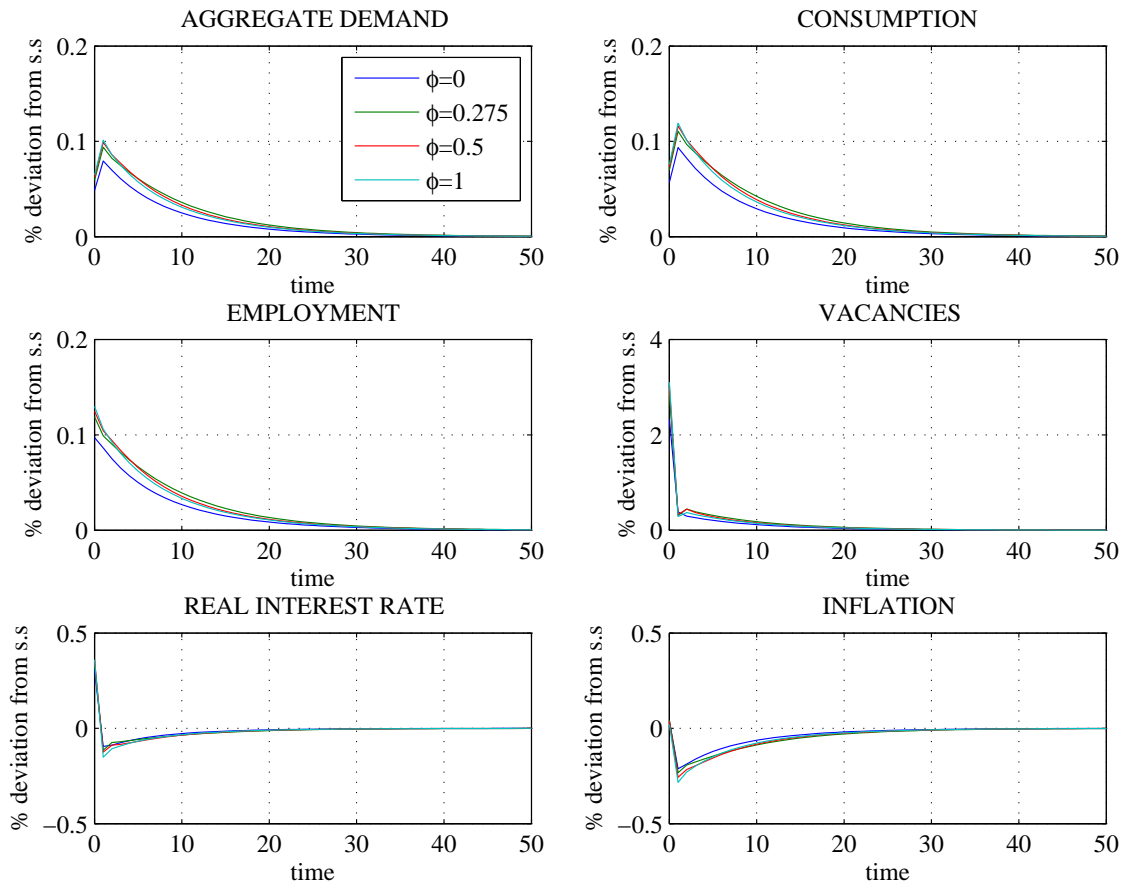 AGGREGATE DEMAND
% deviation from s.s
0.2
0.1
0
0 10 20 30 40 50
time
φ=0
φ=0.275
φ=0.5
φ=1
CONSUMPTION
% deviation from s.s
0.2
0.1
0
0 10 20 30 40 50
time
EMPLOYMENT
% deviation from s.s
0.2
0.1
0
0 10 20 30 40 50
time
VACANCIES
% deviation from s.s
4
2
0
0 10 20 30 40 50
time
REAL INTEREST RATE
% deviation from s.s
0.5
0
−0.5
0 10 20 30 40 50
time
INFLATION
% deviation from s.s
0.5
0
−0.5
0 10 20 30 40 50
time